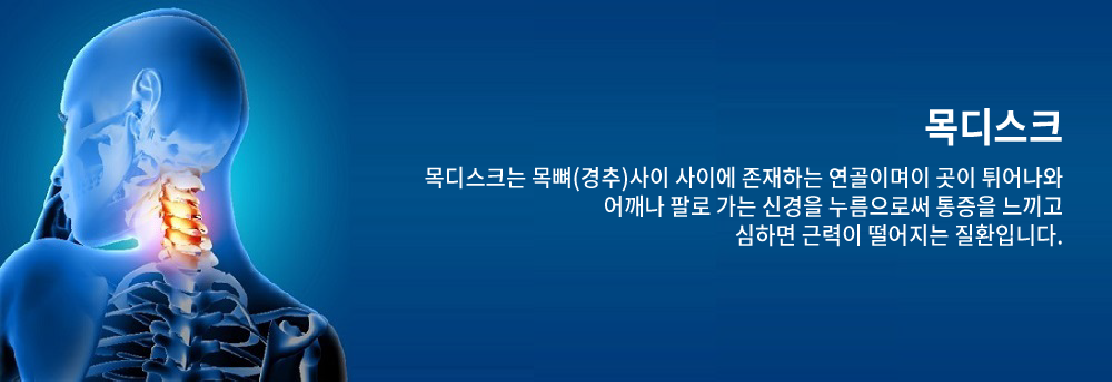 목디스크
목디스크는 목뼈(경추)사이 사이에 존재하는 연골이며이 곳이 튀어나와
어깨나 팔로 가는 신경을 누름으로써 통증을 느끼고
심하면 근력이 떨어지는 질환입니다.